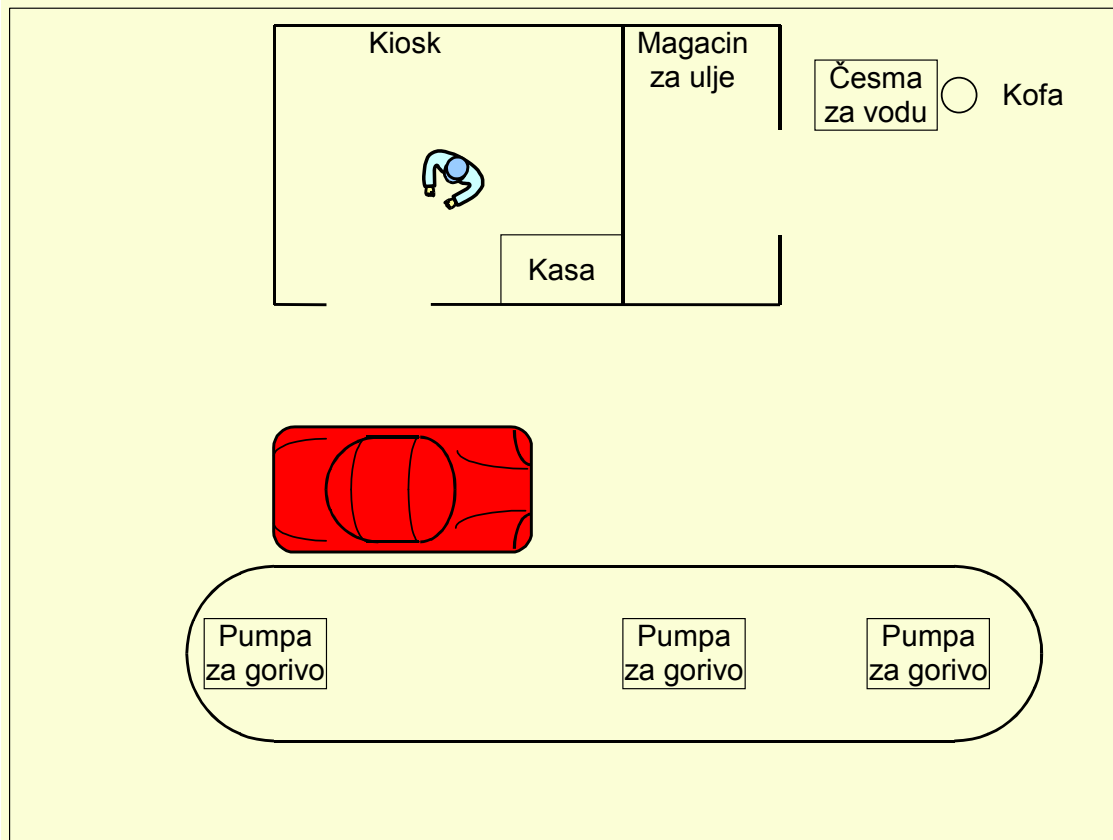 Kiosk
Magacin
za ulje
Česma
za vodu
Kofa
Kasa
Pumpa
za gorivo
Pumpa
za gorivo
Pumpa
za gorivo